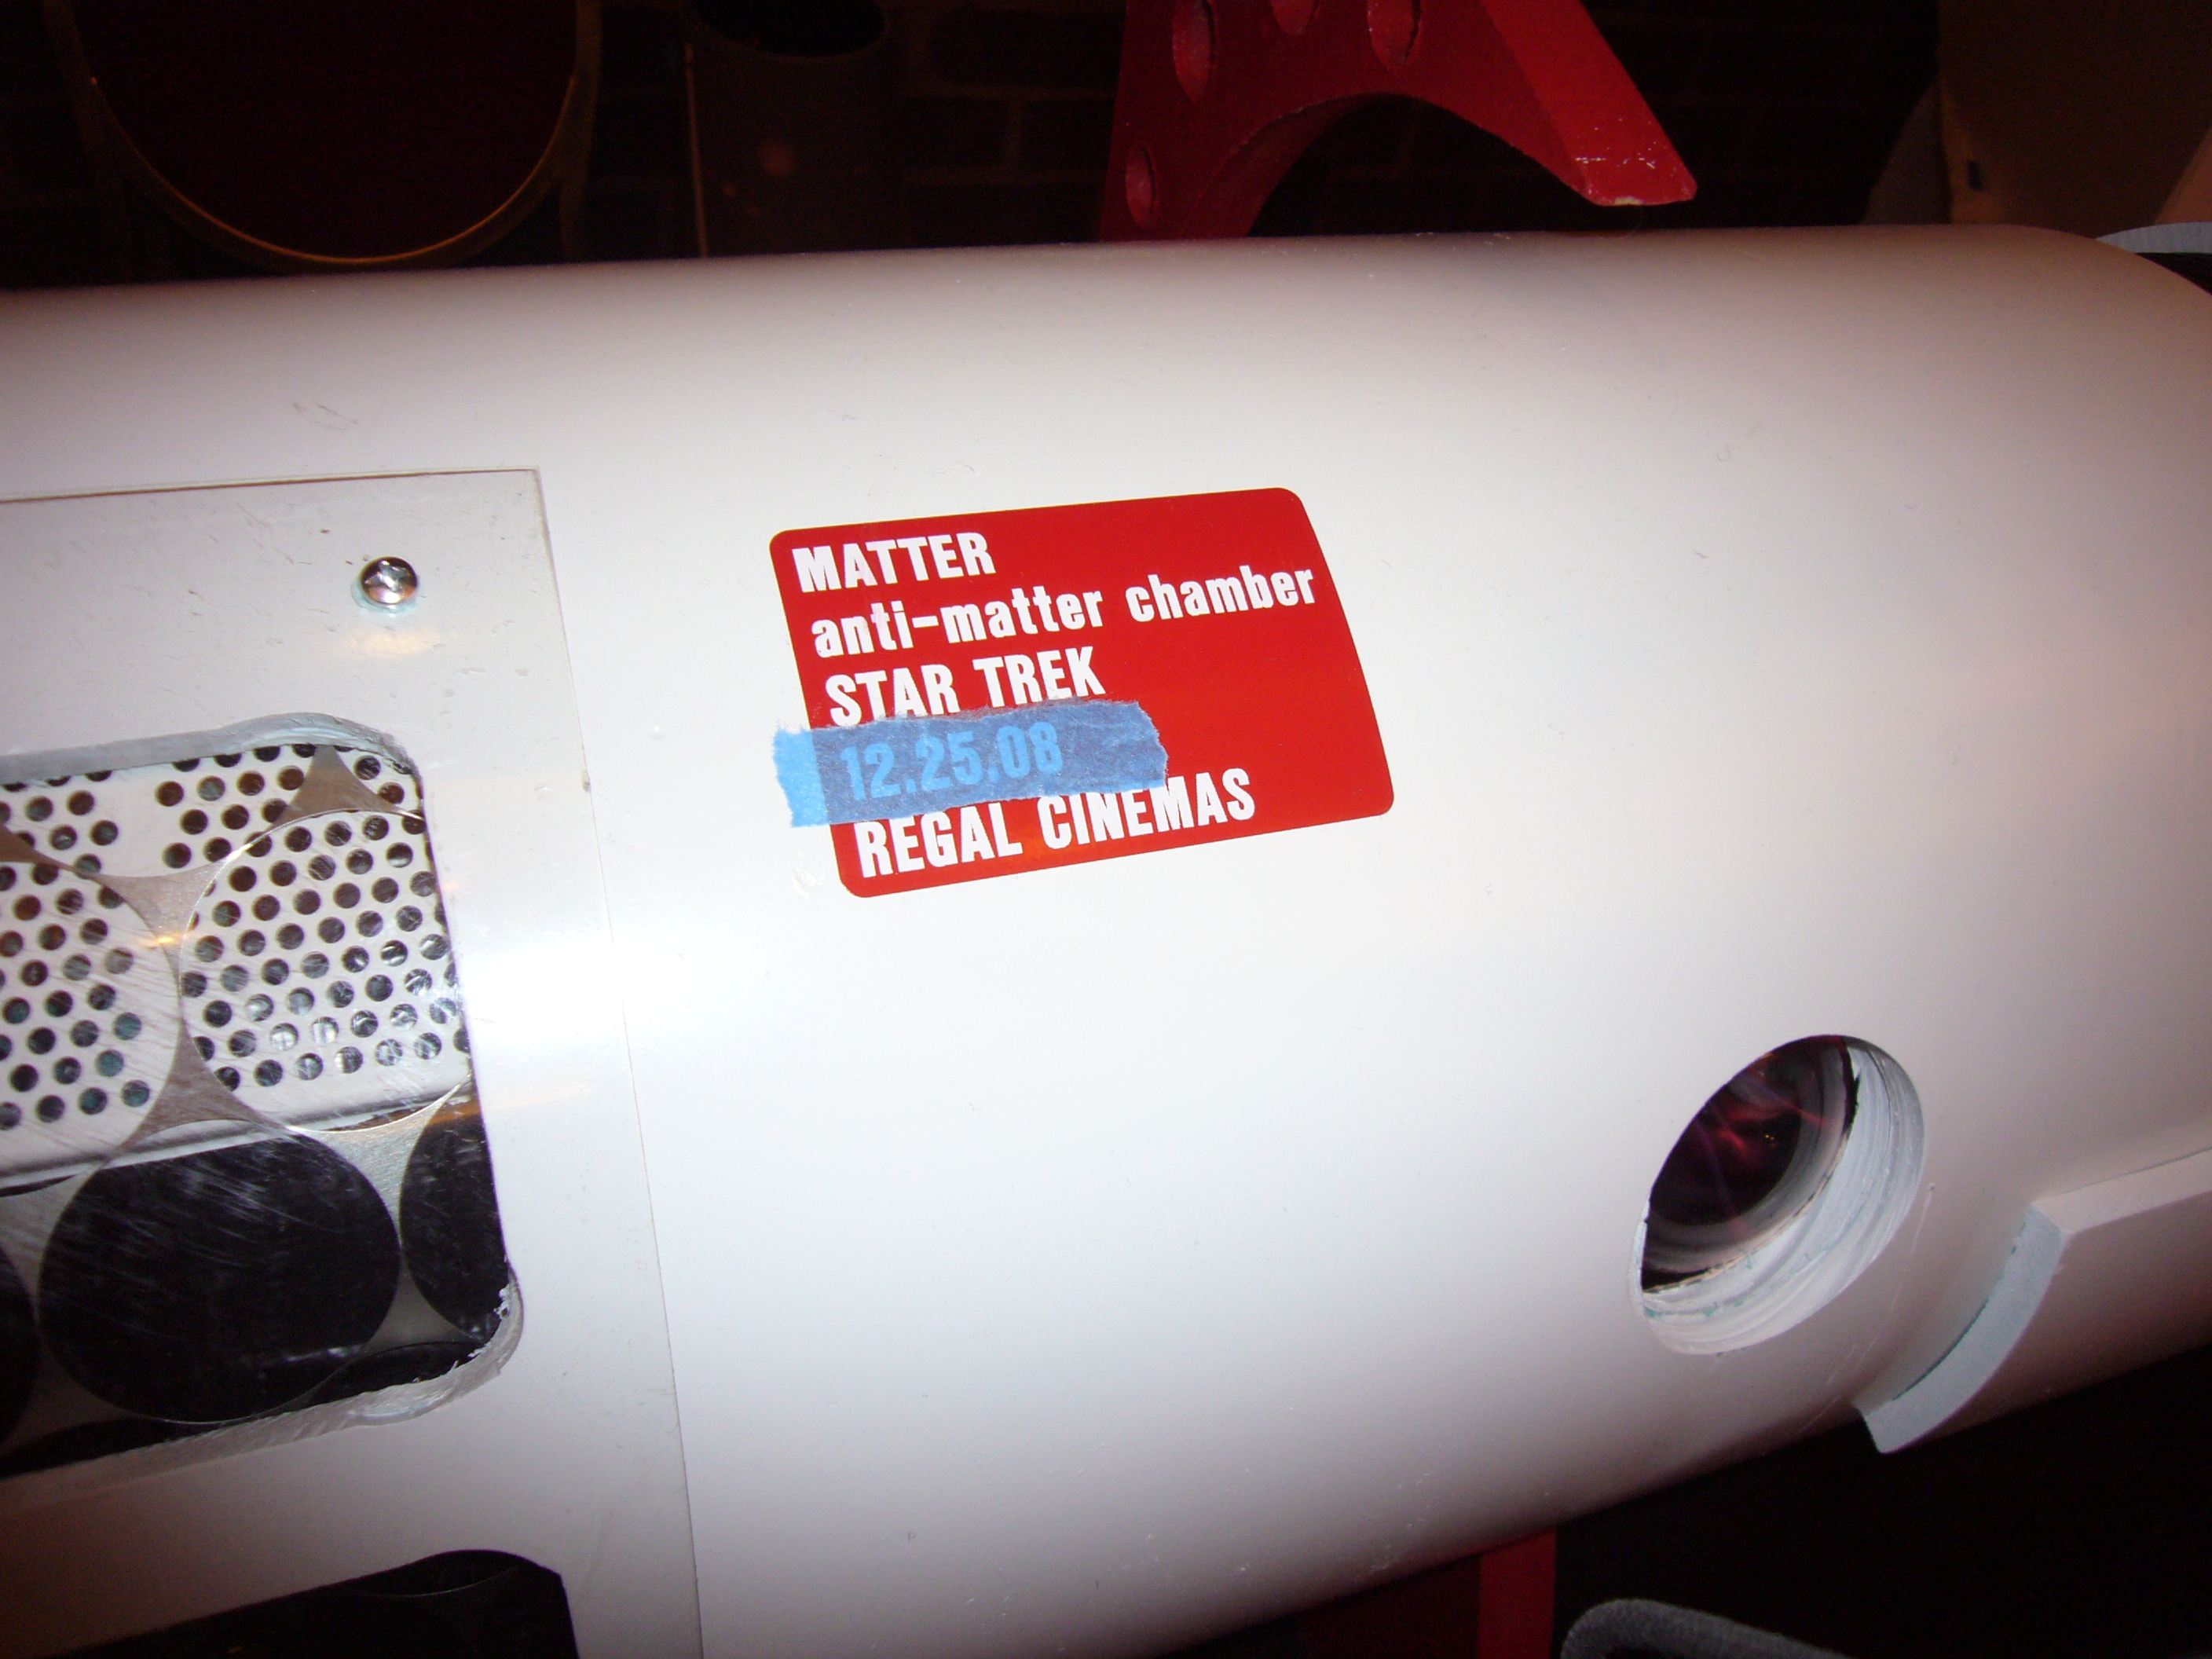 MATTER
anti-matter chamber
STAR TREK
12.25.08
REGAL CINEMAS